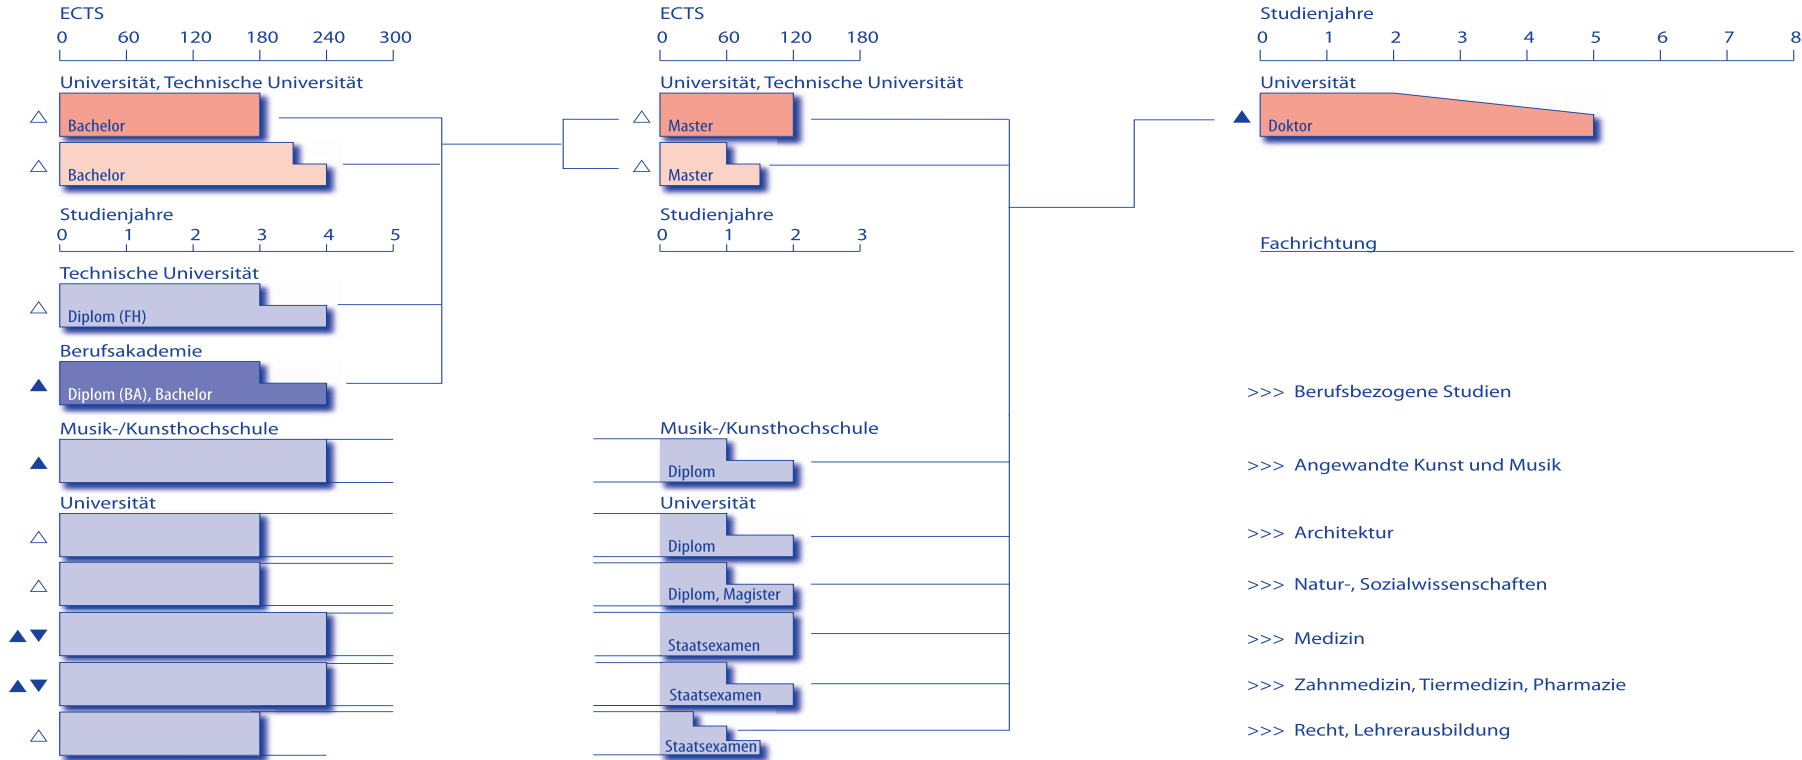 ECTS
0 60 120 180 240 300
Universität, Technische Universität
Bachelor
Bachelor
Studienjahre
0 1 2 3 4 5
Technische Universität
Diplom (FH)
Berufsakademie
Diplom (BA), Bachelor
Musik-/Kunsthochschule
Universität
ECTS
0 60 120 180
Universität, Technische Universität
Master
Master
Studienjahre
0 1 2 3
Musik-/Kunsthochschule
Diplom
Universität
Diplom
Diplom, Magister
Staatsexamen
Staatsexamen
Staatsexamen
Studienjahre
0 1 2 3 4 5 6 7 8
Universität
Doktor
Fachrichtung
>>> Berufsbezogene Studien
>>> Angewandte Kunst und Musik
>>> Architektur
>>> Natur-, Sozialwissenschaften
>>> Medizin
>>> Zahnmedizin, Tiermedizin, Pharmazie
>>> Recht, Lehrerausbildung